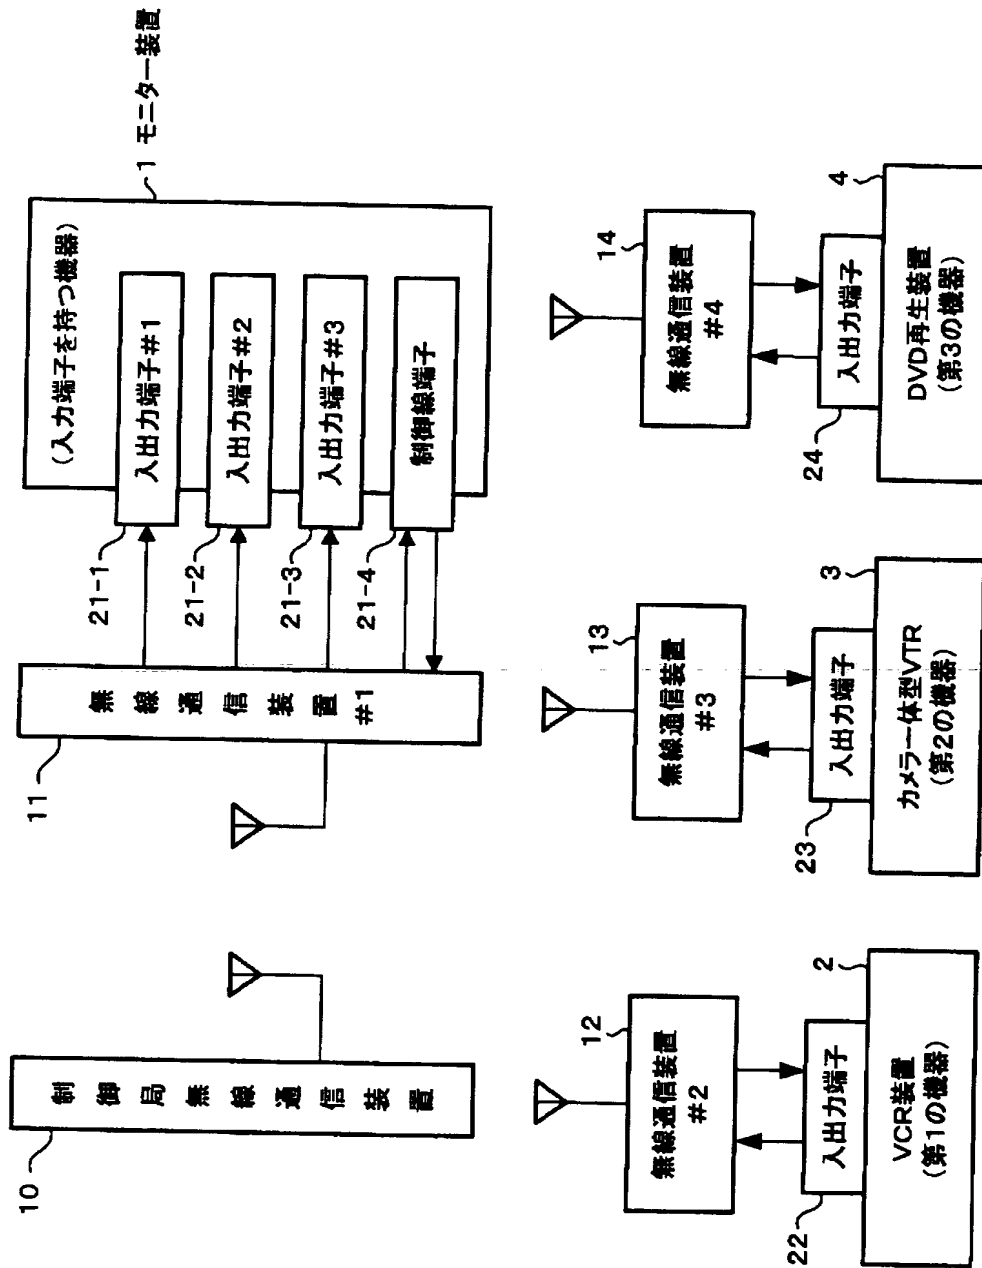 10
制御局無線通信装置
11
無線通信装置#1
1 モニター装置
（入力端子を持つ機器）
21-1
入出力端子#1
21-2
入出力端子#2
21-3
入出力端子#3
21-4
制御線端子
12
無線通信装置
#2
22
入出力端子
2
VCR装置
（第1の機器）
13
無線通信装置
#3
23
入出力端子
3
カメラ一体型VTR
（第2の機器）
14
無線通信装置
#4
24
入出力端子
4
DVD再生装置
（第3の機器）